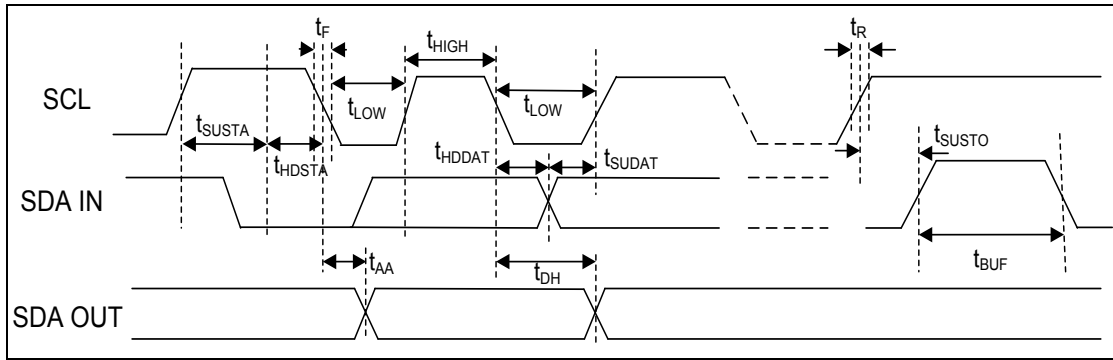 tF
tHIGH
tR
SCL
tLOW
tLOW
tSUSTA
tHDSTA
tHDDAT
tSUDAT
tSUSTO
SDA IN
tAA
tDH
tBUF
SDA OUT